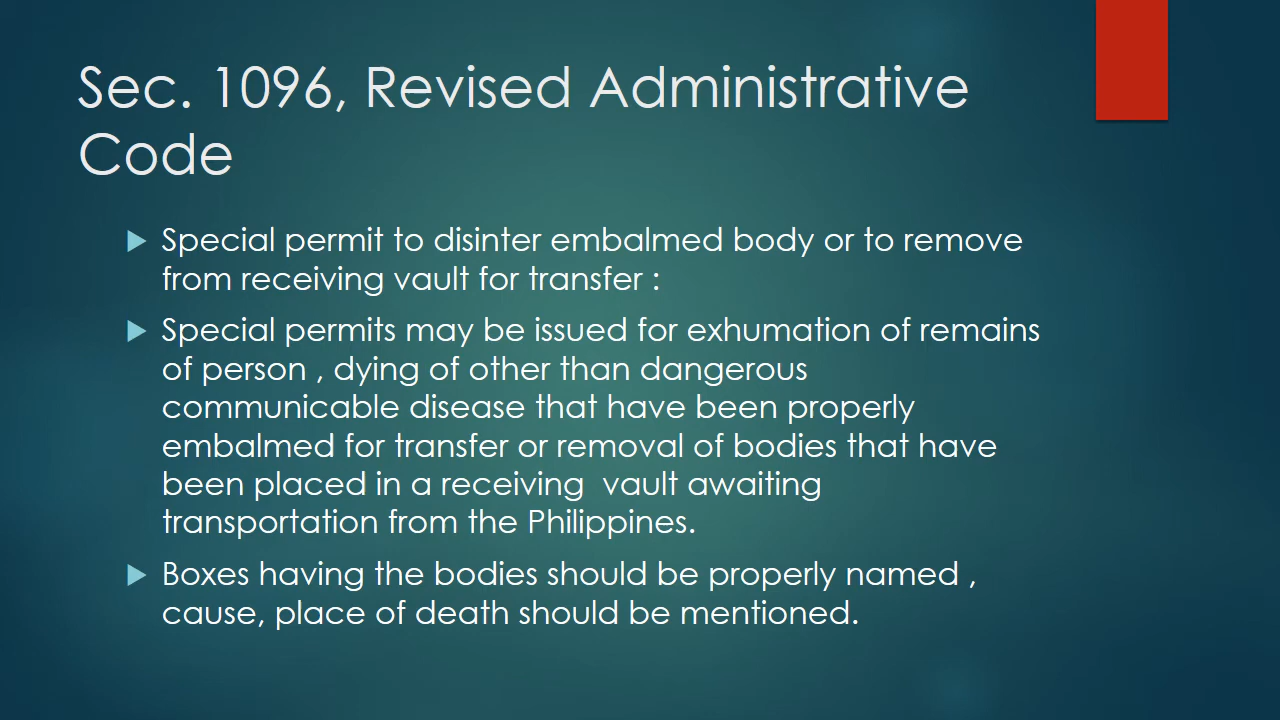 Sec. 1096, Revised Administrative
Code
Special permit to disinter embalmed body or to remove
from receiving vault for transfer :
Special permits may be issued for exhumation of remains
of person , dying of other than dangerous
communicable disease that have been properly
embalmed for transfer or removal of bodies that have
been placed in a receiving  vault awaiting
transportation from the Philippines.
Boxes having the bodies should be properly named ,
cause, place of death should be mentioned.